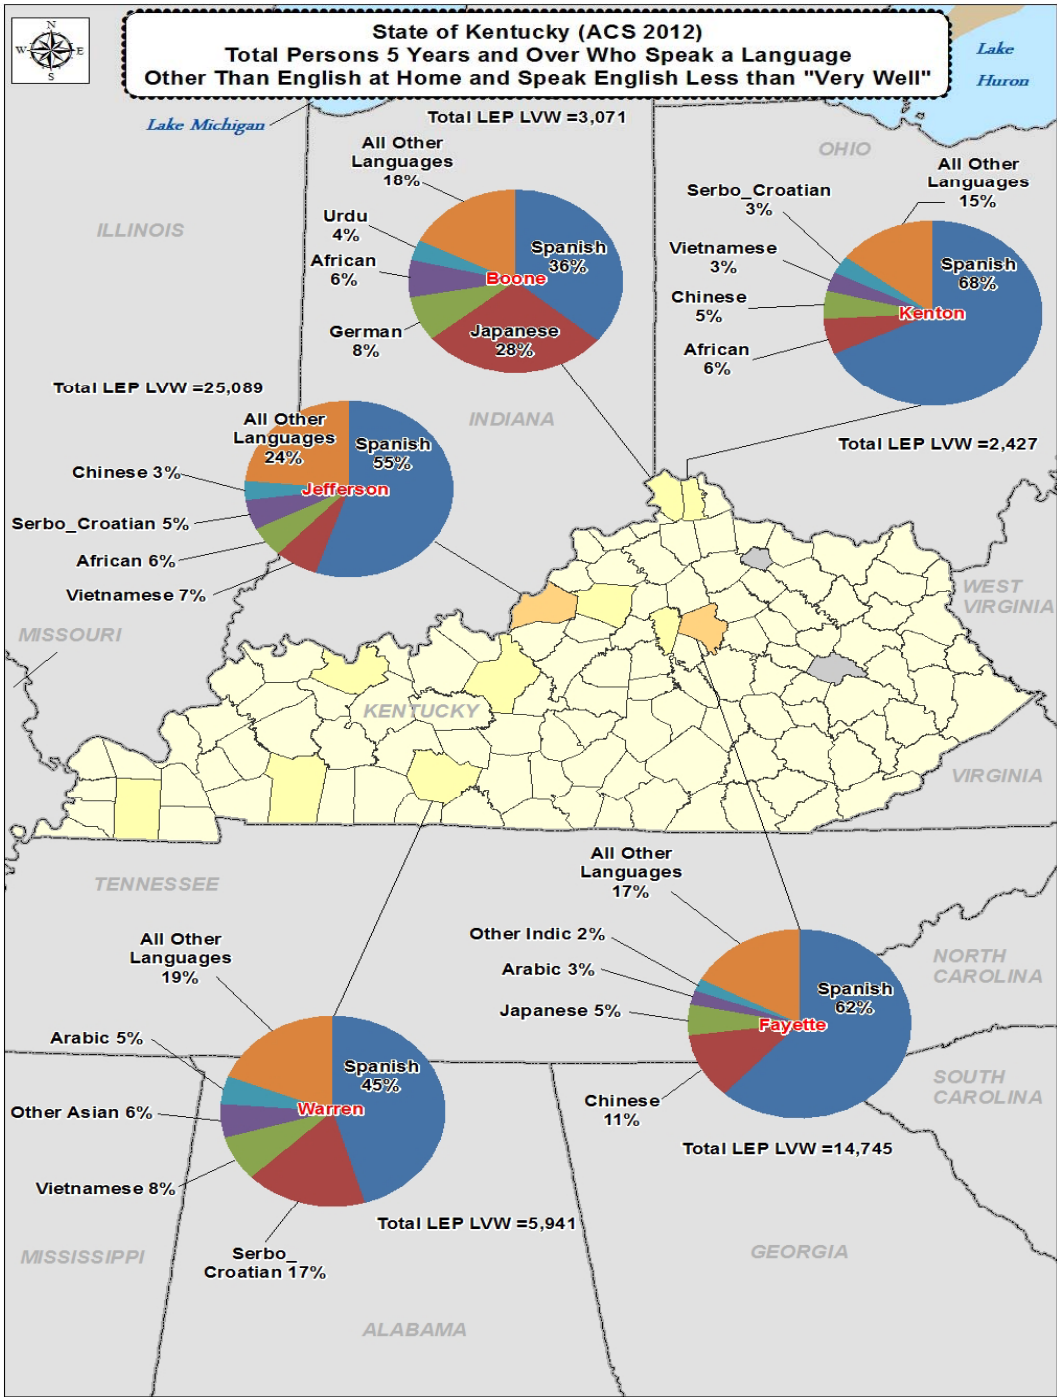 State of Kentucky (ACS 2012)
Total Persons 5 Years and Over Who Speak a Language
Other Than English at Home and Speak English Less than "Very Well"
N
W
E
S
Lake
Huron
Lake Michigan
Total LEP LVW =3,071
All Other
Languages
18%
Urdu
4%
African
6%
German
8%
Spanish
36%
Boone
Japanese
28%
OHIO
All Other
Languages
15%
Serbo_Croatian
3%
Vietnamese
3%
Chinese
5%
African
6%
Spanish
68%
Kenton
Total LEP LVW =2,427
ILLINOIS
INDIANA
Total LEP LVW =25,089
All Other
Languages
24%
Spanish
55%
Jefferson
Chinese 3%
Serbo_Croatian 5%
African 6%
Vietnamese 7%
MISSOURI
WEST
VIRGINIA
KENTUCKY
VIRGINIA
TENNESSEE
All Other
Languages
17%
Other Indic 2%
Arabic 3%
Japanese 5%
Chinese
11%
Spanish
62%
Fayette
Total LEP LVW =14,745
NORTH
CAROLINA
SOUTH
CAROLINA
All Other
Languages
19%
Arabic 5%
Other Asian 6%
Vietnamese 8%
Serbo_
Croatian 17%
Spanish
45%
Warren
Total LEP LVW =5,941
MISSISSIPPI
ALABAMA
GEORGIA